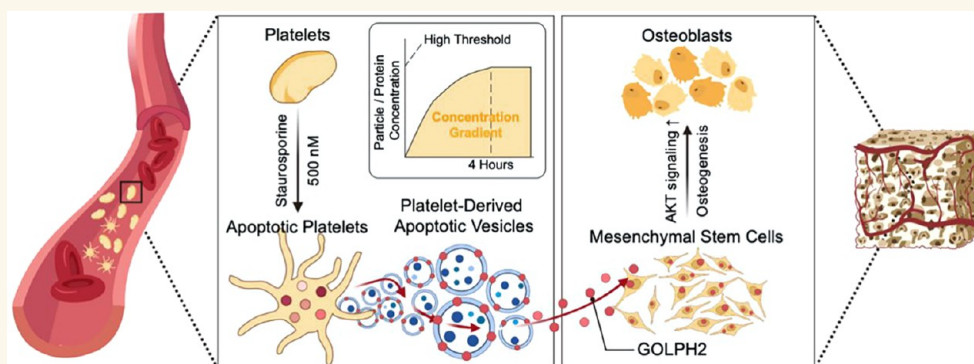 Platelets
Staurosporine
500 nM
High Threshold
Particle / Protein
Concentration
Concentration
Gradient
4 Hours
Apoptotic Platelets
Platelet-Derived
Apoptotic Vesicles
Osteoblasts
AKT signaling ↑
Osteogenesis
Mesenchymal Stem Cells
GOLPH2